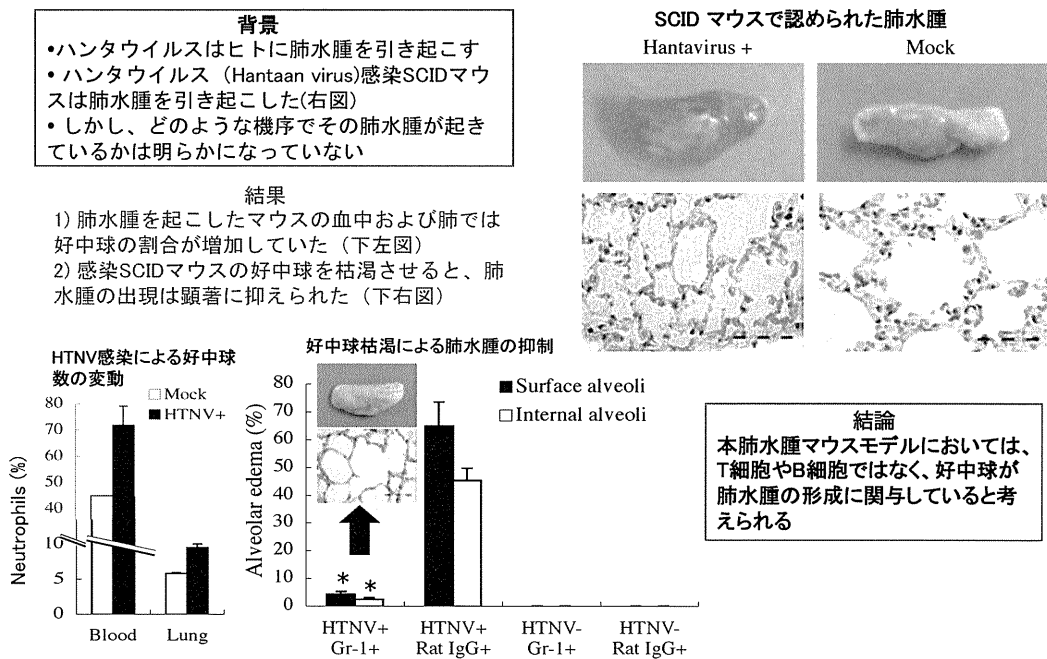 背景
•ハンタウイルスはヒトに肺水腫を引き起こす
• ハンタウイルス (Hantaan virus)感染SCIDマウ
スは肺水腫を引き起こした(右図)
• しかし、どのような機序でその肺水腫が起き
ているかは明らかになっていない
SCID マウスで認められた肺水腫
Hantavirus +
Mock
結果
1) 肺水腫を起こしたマウスの血中および肺では
好中球の割合が増加していた（下左図）
2) 感染SCIDマウスの好中球を枯渇させると、肺
水腫の出現は顕著に抑えられた（下右図）
HTNV感染による好中球
数の変動
Mock
HTNV+
Neutrophils (%)
80
70
60
50
40
10
5
0
Blood
Lung
好中球枯渇による肺水腫の抑制
Surface alveoli
Internal alveoli
Alveolar edema (%)
80
70
60
50
40
30
20
10
0
* *
HTNV+
Gr-1+
HTNV+
Rat IgG+
HTNV-
Gr-1+
HTNV-
Rat IgG+
結論
本肺水腫マウスモデルにおいては、
T細胞やB細胞ではなく、好中球が
肺水腫の形成に関与していると考
えられる